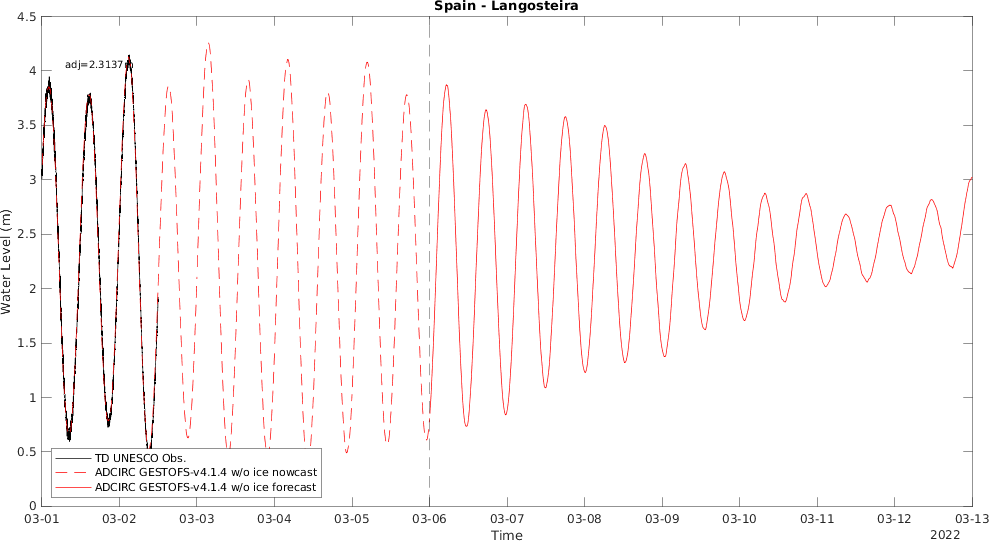 Spain - Langosteira
4.5
4
3.5
3
2.5
2
1.5
1
0.5
0
Water Level (m)
adj=2.3137
TD UNESCO Obs.
ADCIRC GESTOFS-v4.1.4 w/o ice nowcast
ADCIRC GESTOFS-v4.1.4 w/o ice forecast
03-01 03-02 03-03 03-04 03-05 03-06 03-07 03-08 03-09 03-10 03-11 03-12 03-13
Time
2022